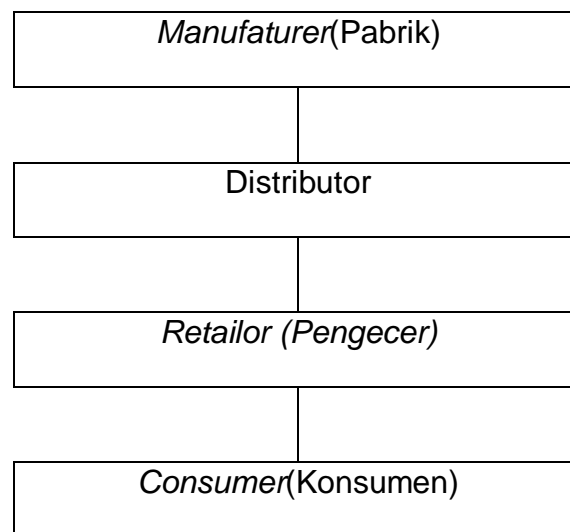 Manufaturer(Pabrik)
Distributor
Retailor (Pengecer)
Consumer(Konsumen)